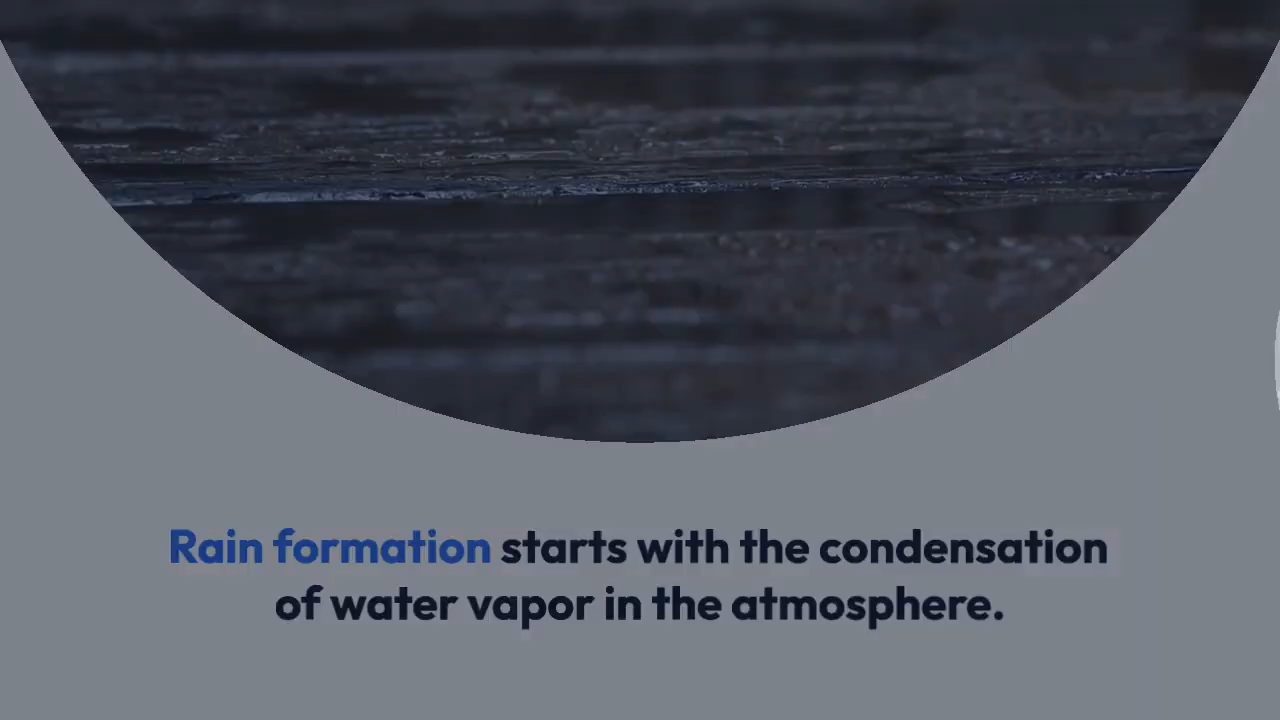 Rain formation starts with the condensation
of water vapor in the atmosphere.